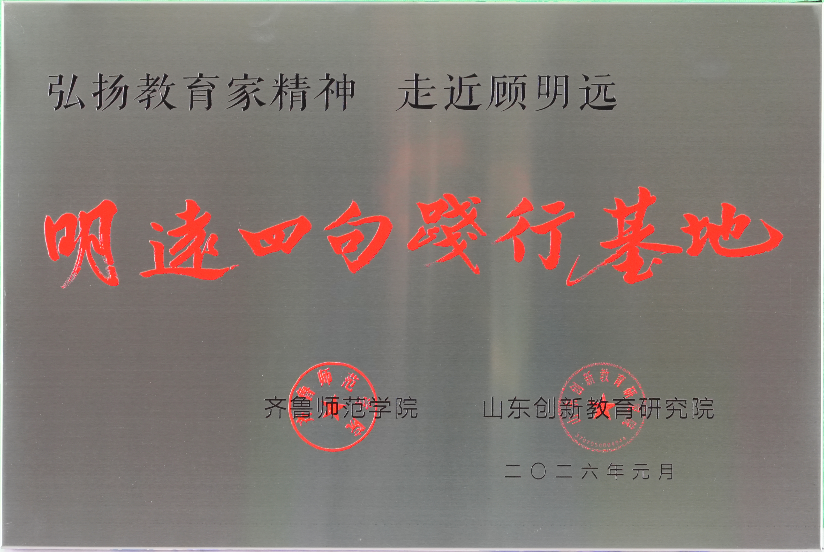 弘扬教育家精神 走近顾明远
明远四句践行基地
齐鲁师范学院 山东创新教育研究院
二〇二六年元月